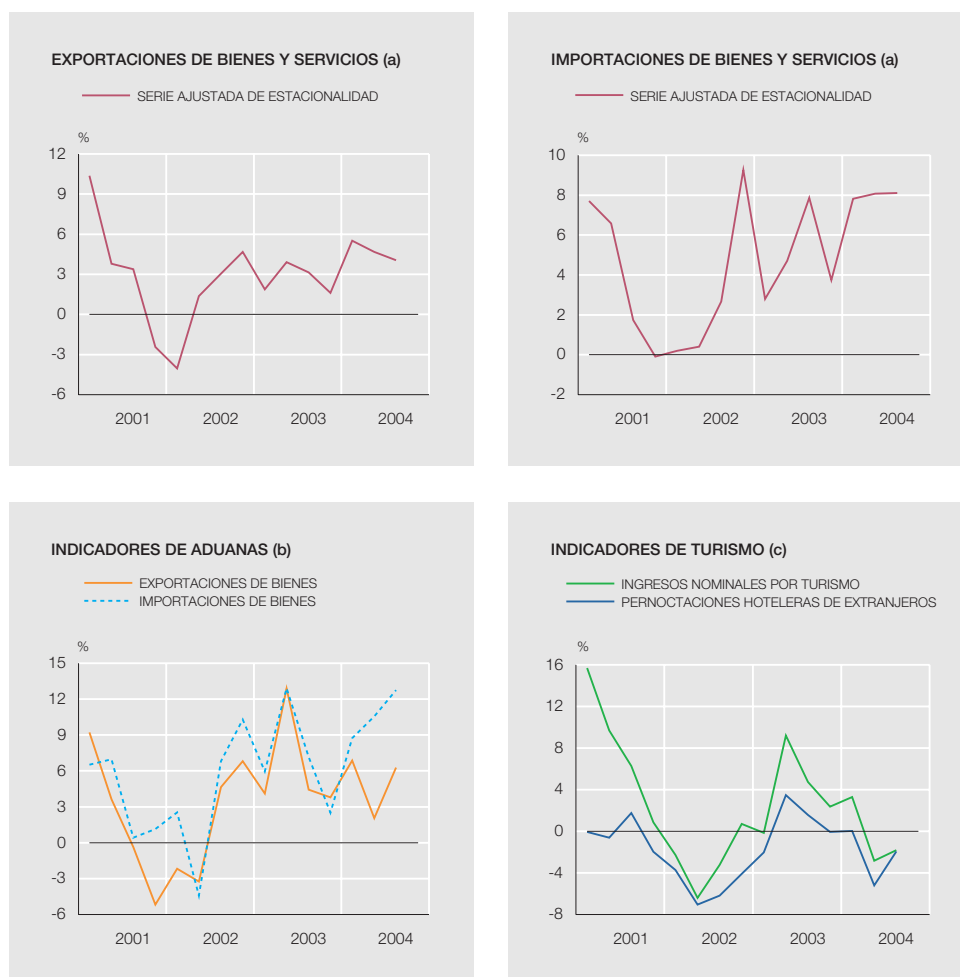 EXPORTACIONES DE BIENES Y SERVICIOS (a)
SERIE AJUSTADA DE ESTACIONALIDAD
%
12
9
6
3
0
-3
-6
2001 2002 2003 2004
IMPORTACIONES DE BIENES Y SERVICIOS (a)
SERIE AJUSTADA DE ESTACIONALIDAD
%
10
8
6
4
2
0
-2
2001 2002 2003 2004
INDICADORES DE ADUANAS (b)
EXPORTACIONES DE BIENES
IMPORTACIONES DE BIENES
%
15
12
9
6
3
0
-3
-6
2001 2002 2003 2004
INDICADORES DE TURISMO (c)
INGRESOS NOMINALES POR TURISMO
PERNOCTACIONES HOTELERAS DE EXTRANJEROS
%
16
12
8
4
0
-4
-8
2001 2002 2003 2004